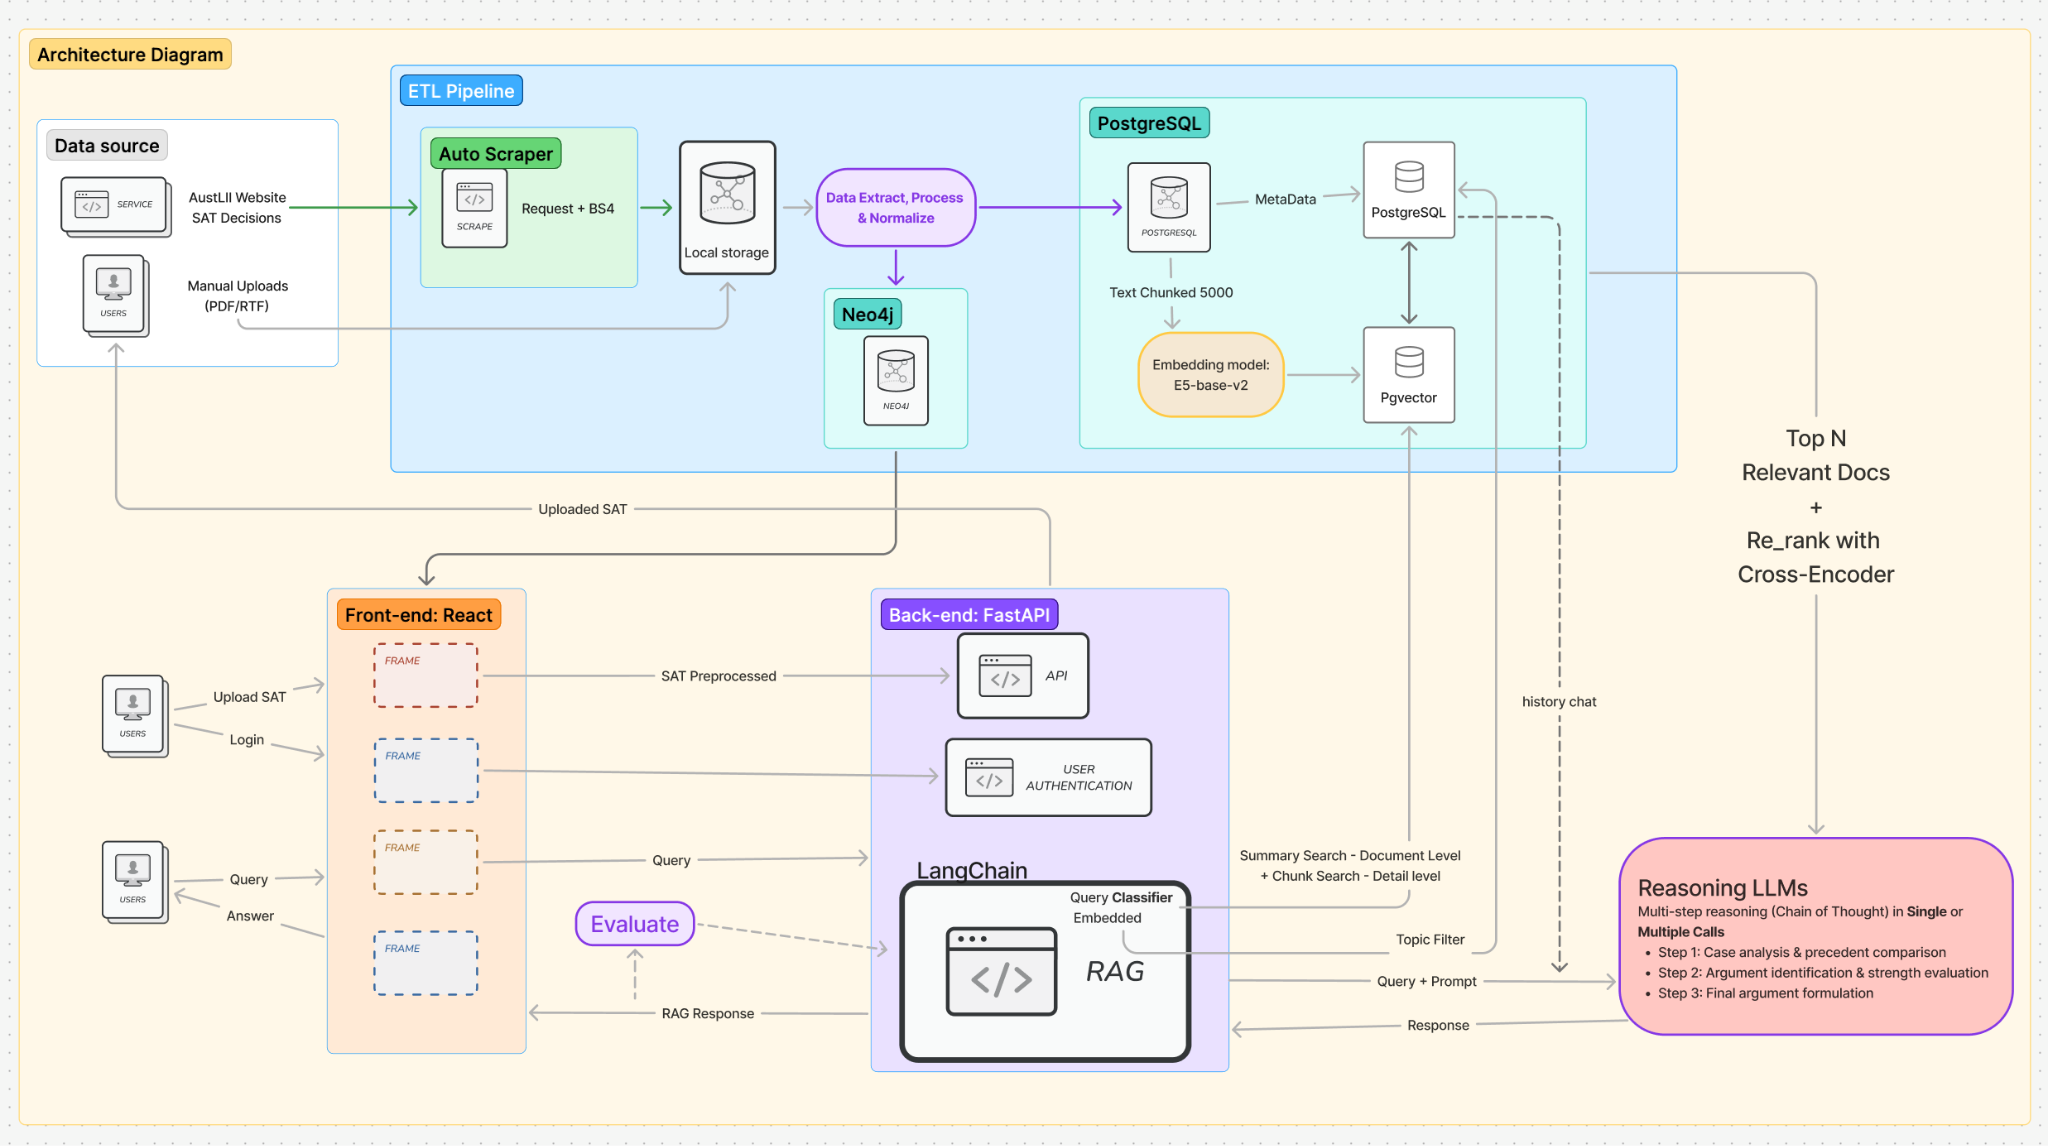 Architecture Diagram
ETL Pipeline
Data source
SERVICE
AustLII Website
SAT Decisions
USERS
Manual Uploads
(PDF/RTF)
Auto Scraper
SCRAPE
Request + BS4
Local storage
Data Extract, Process
& Normalize
Neo4j
NEO4J
PostgreSQL
POSTGRESQL
MetaData
PostgreSQL
Text Chunked 5000
Embedding model:
E5-base-v2
Pgvector
Top N
Relevant Docs
+
Re_rank with
Cross-Encoder
Uploaded SAT
Front-end: React
FRAME
FRAME
FRAME
FRAME
USERS
Upload SAT
Login
USERS
Query
Answer
SAT Preprocessed
Query
Evaluate
RAG Response
Back-end: FastAPI
API
USER
AUTHENTICATION
LangChain
Query Classifier
Embedded
RAG
Summary Search - Document Level
+ Chunk Search - Detail level
Topic Filter
Query + Prompt
Response
history chat
Reasoning LLMs
Multi-step reasoning (Chain of Thought) in Single or
Multiple Calls
• Step 1: Case analysis & precedent comparison
• Step 2: Argument identification & strength evaluation
• Step 3: Final argument formulation